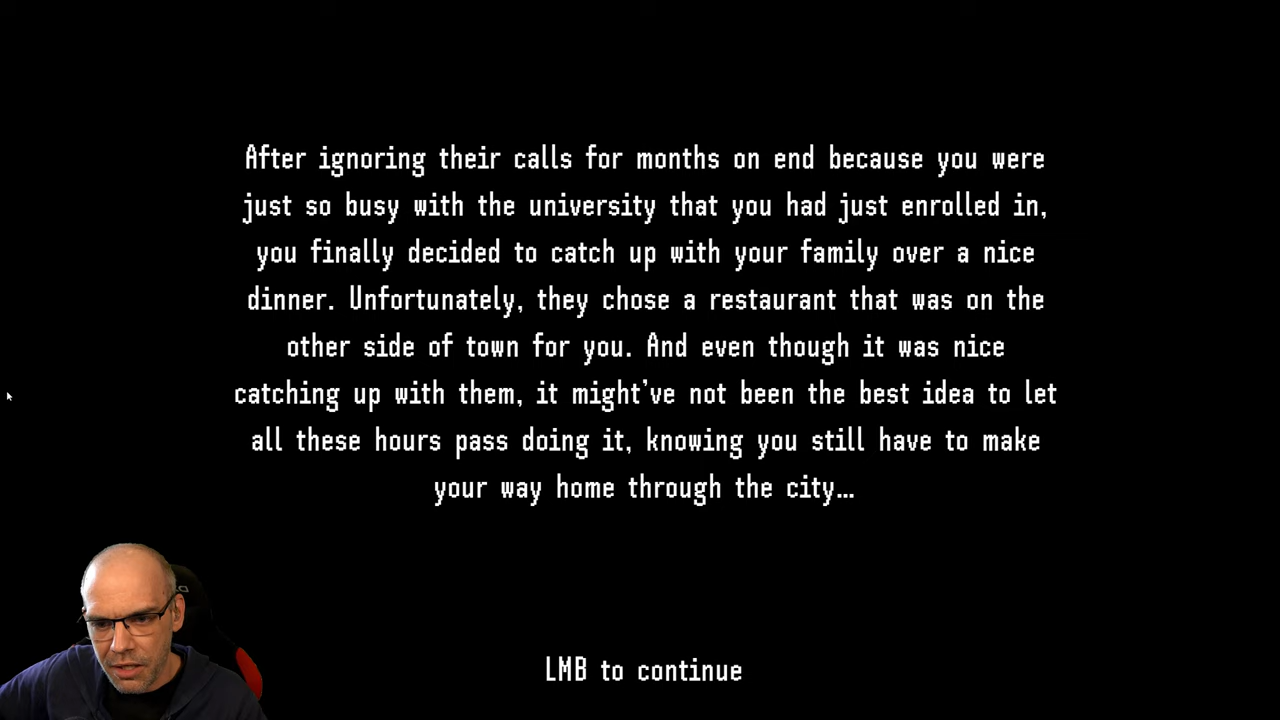 After ignoring their calls for months on end because you were
just so busy with the university that you had just enrolled in,
you finally decided to catch up with your family over a nice
dinner. Unfortunately, they chose a restaurant that was on the
other side of town for you. And even though it was nice
catching up with them, it might've not been the best idea to let
all these hours pass doing it, knowing you still have to make
your way home through the city...
LMB to continue